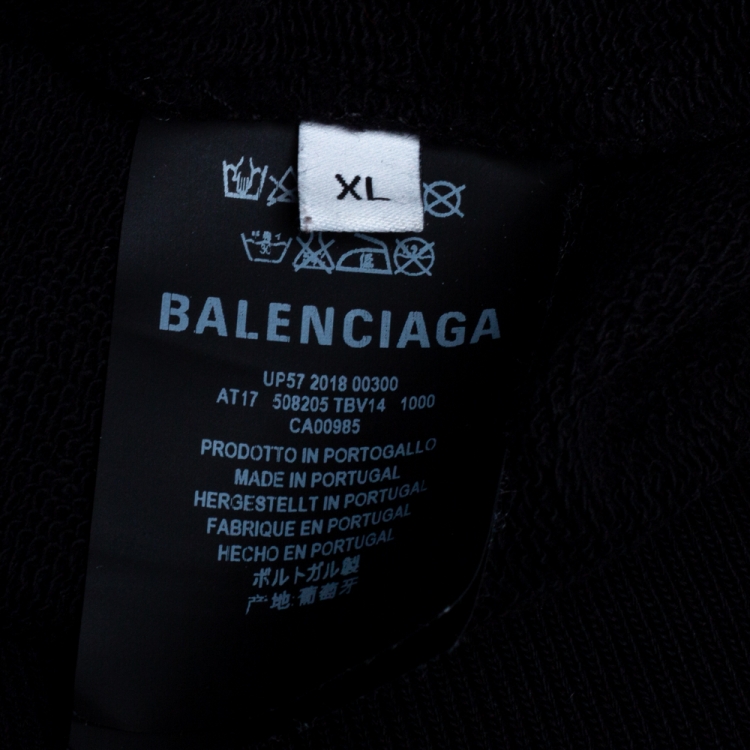 XL
BALENCIAGA
UP57 2018 00300
AT17 508205 TBV14 1000
CA00985
PRODOTTO IN PORTOGALLO
MADE IN PORTUGAL
HERGESTELLT IN PORTUGAL
FABRIQUE EN PORTUGAL
HECHO EN PORTUGAL
ポルトガル製
产地:葡萄牙